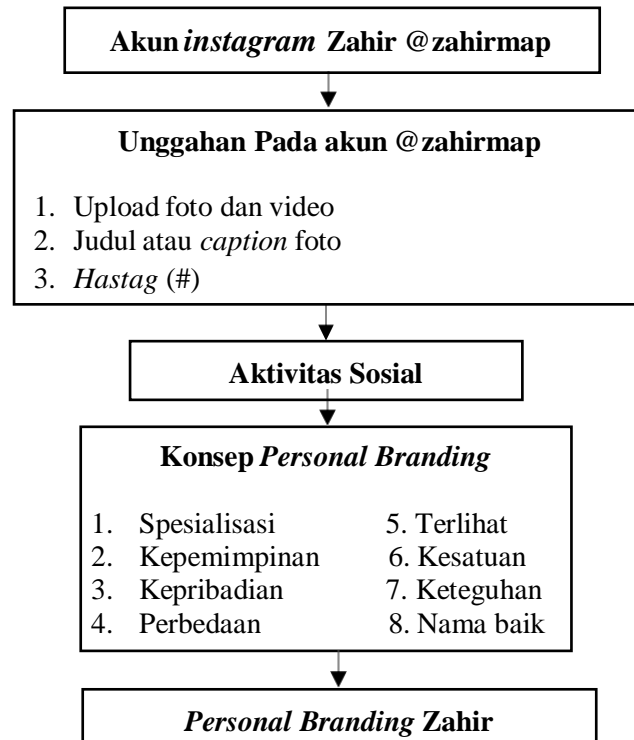 Akun instagram Zahir @zahirmap
Unggahan Pada akun @zahirmap
1. Upload foto dan video
2. Judul atau caption foto
3. Hastag (#)
Aktivitas Sosial
Konsep Personal Branding
1. Spesialisasi 5. Terlihat
2. Kepemimpinan 6. Kesatuan
3. Kepribadian 7. Keteguhan
4. Perbedaan 8. Nama baik
Personal Branding Zahir